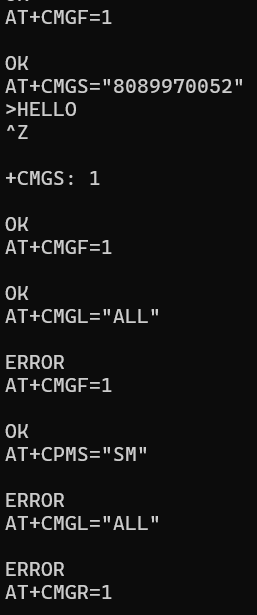 OK
AT+CMGF=1
OK
AT+CMGS="8089970052"
>HELLO
^Z
+CMGS: 1
OK
AT+CMGF=1
OK
AT+CMGL="ALL"
ERROR
AT+CMGF=1
OK
AT+CPMS="SM"
ERROR
AT+CMGL="ALL"
ERROR
AT+CMGR=1